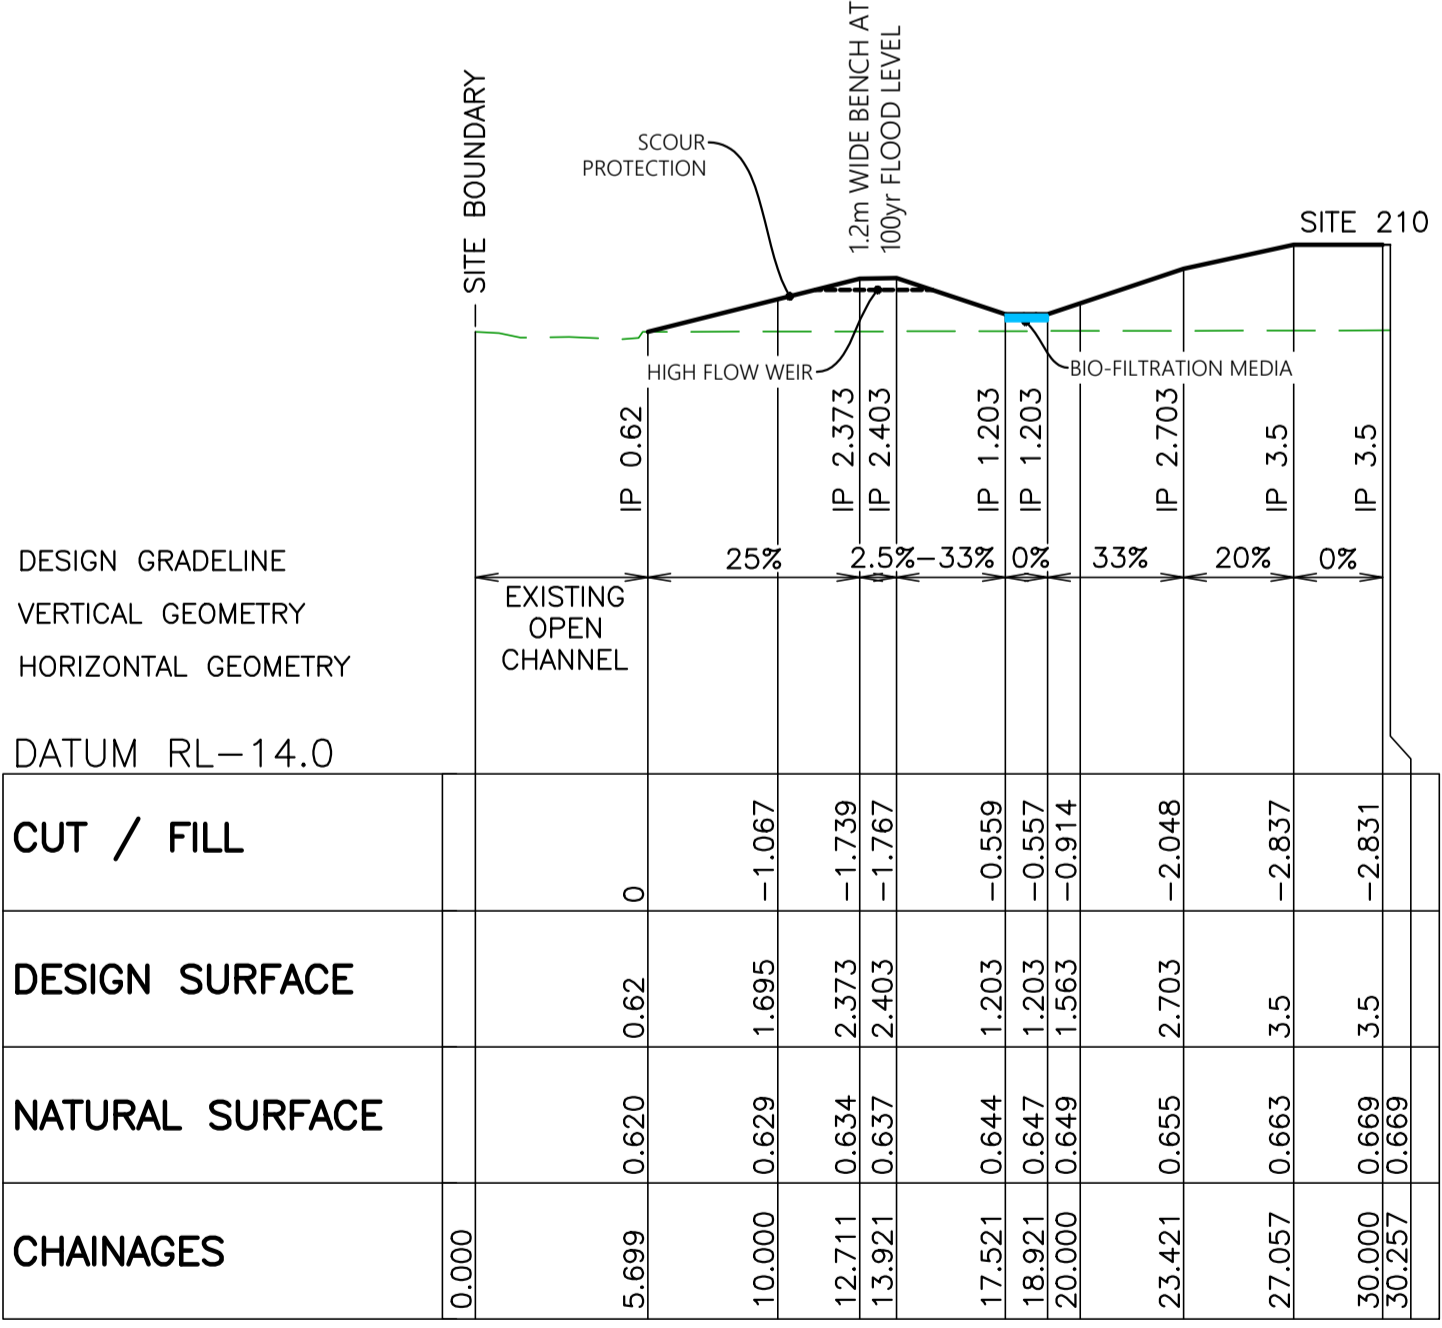 SITE BOUNDARY
SCOUR
PROTECTION
1.2m WIDE BENCH AT
100yr FLOOD LEVEL
SITE 210
HIGH FLOW WEIR
BIO-FILTRATION MEDIA
IP 0.62
IP 2.373
IP 2.403
IP 1.203
IP 1.203
IP 2.703
IP 3.5
IP 3.5
DESIGN GRADELINE
25% 2.5% -33% 0% 33% 20% 0%
VERTICAL GEOMETRY
HORIZONTAL GEOMETRY
EXISTING
OPEN
CHANNEL
DATUM RL-14.0
CUT / FILL
0 -1.067 -1.739 -1.767 -0.559 -0.557 -0.914 -2.048 -2.837 -2.831
DESIGN SURFACE
0.62 1.695 2.373 2.403 1.203 1.203 1.563 2.703 3.5 3.5
NATURAL SURFACE
0.620 0.629 0.634 0.637 0.644 0.647 0.649 0.655 0.663 0.669 0.669
CHAINAGES
0.000 5.699 10.000 12.711 13.921 17.521 18.921 20.000 23.421 27.057 30.000 30.257